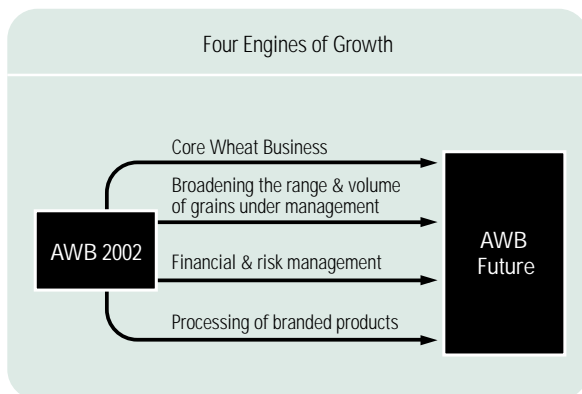 Four Engines of Growth
Core Wheat Business
Broadening the range & volume
of grains under management
AWB 2002
Financial & risk management
Processing of branded products
AWB
Future